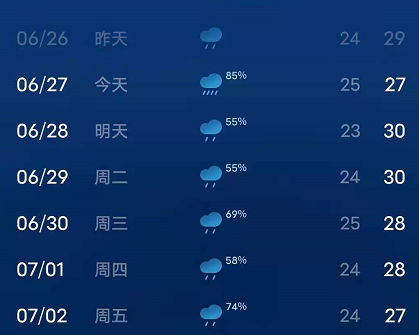 06/26 昨天 24 29
06/27 今天 85% 25 27
06/28 明天 55% 23 30
06/29 周二 55% 24 30
06/30 周三 69% 25 28
07/01 周四 58% 24 28
07/02 周五 74% 24 27